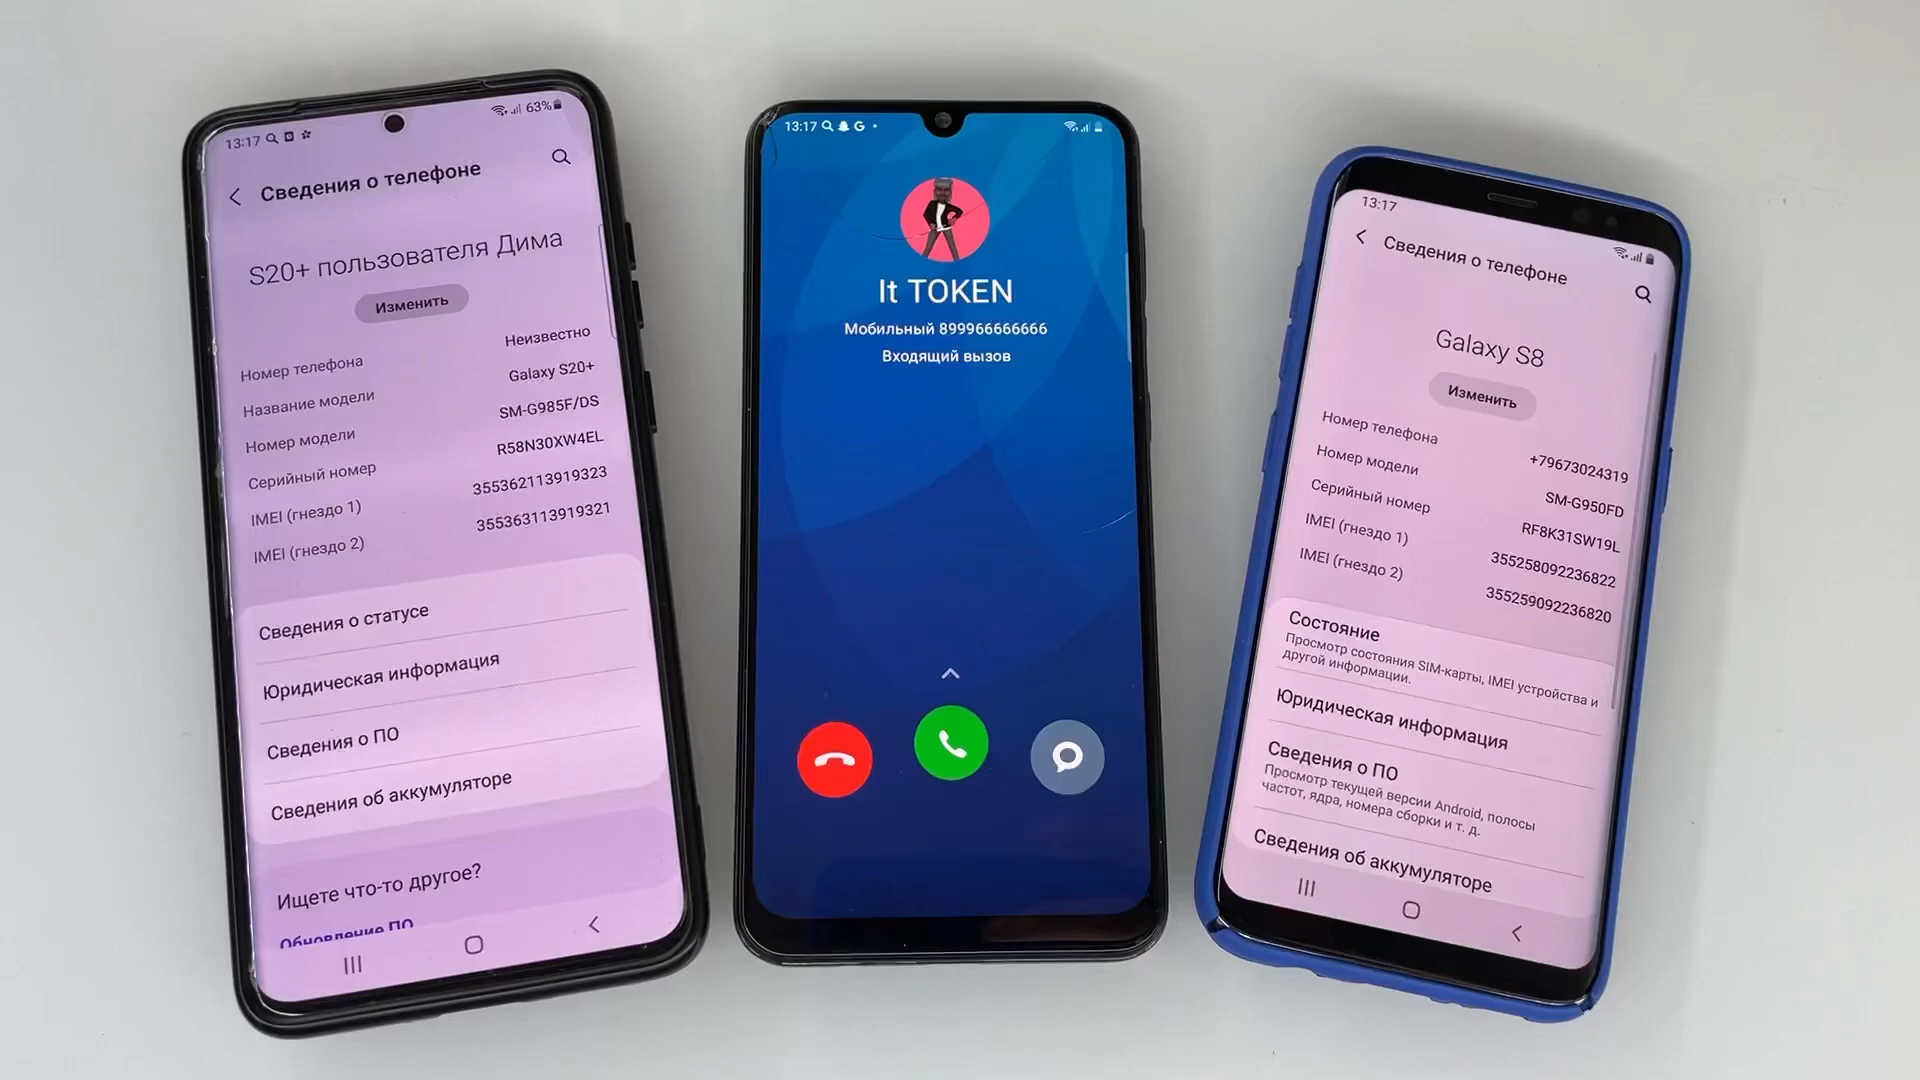 13:17
63%
Сведения о телефоне
S20+ пользователя Дима
Изменить
Номер телефона Неизвестно
Название модели Galaxy S20+
Номер модели SM-G985F/DS
Серийный номер R58N30XW4EL
IMEI (гнездо 1) 355362113919323
IMEI (гнездо 2) 355363113919321
Сведения о статусе
Юридическая информация
Сведения о ПО
Сведения об аккумуляторе
Ищете что-то другое?
Обновление ПО
13:17 G
It TOKEN
Мобильный 899966666666
Входящий вызов
13:17
Сведения о телефоне
Galaxy S8
Изменить
Номер телефона +79673024319
Номер модели SM-G950FD
Серийный номер RF8K31SW19L
IMEI (гнездо 1) 355258092236822
IMEI (гнездо 2) 355259092236820
Состояние
Просмотр состояния SIM-карты, IMEI устройства и
другой информации.
Юридическая информация
Сведения о ПО
Просмотр текущей версии Android, полосы
частот, ядра, номера сборки и т. д.
Сведения об аккумуляторе